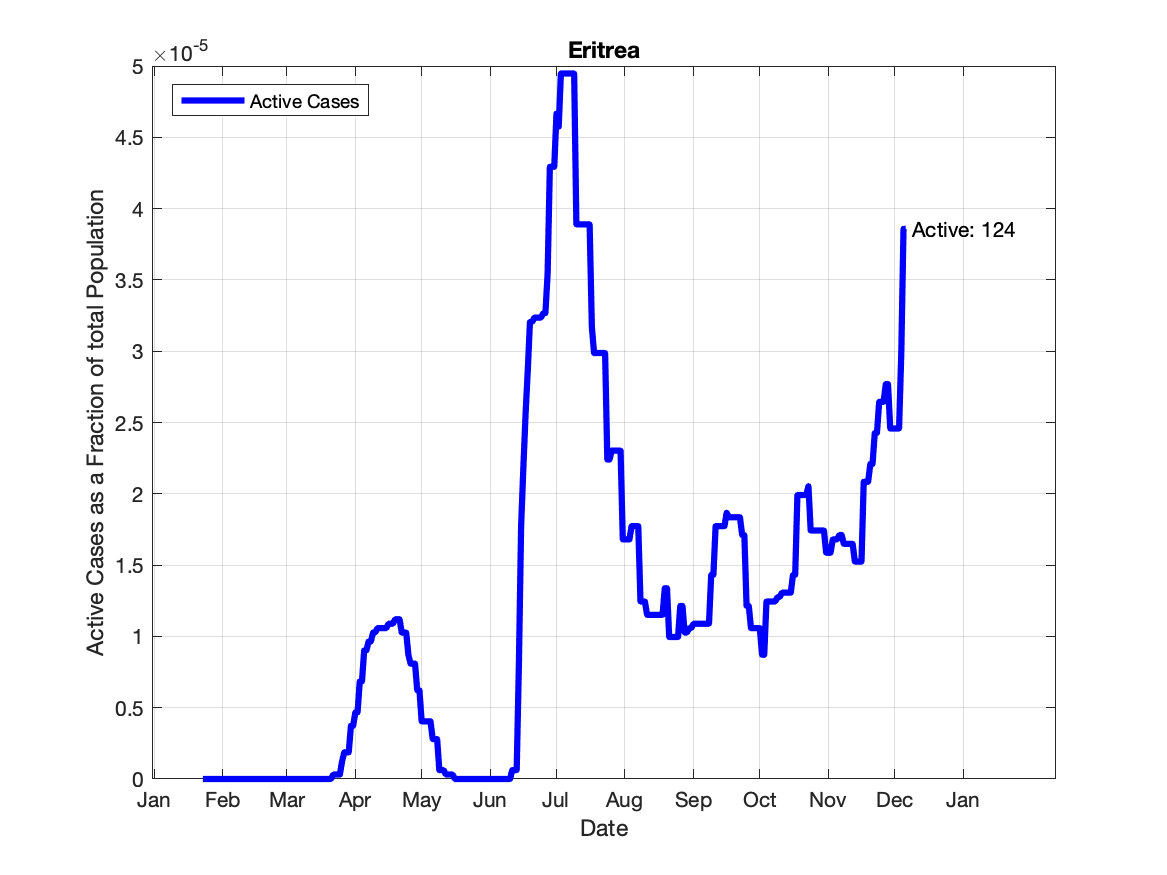 Eritrea
×10-5
Active Cases
5
4.5
4
3.5
3
2.5
2
1.5
1
0.5
0
Active: 124
Active Cases as a Fraction of total Population
Jan Feb Mar Apr May Jun Jul Aug Sep Oct Nov Dec Jan
Date